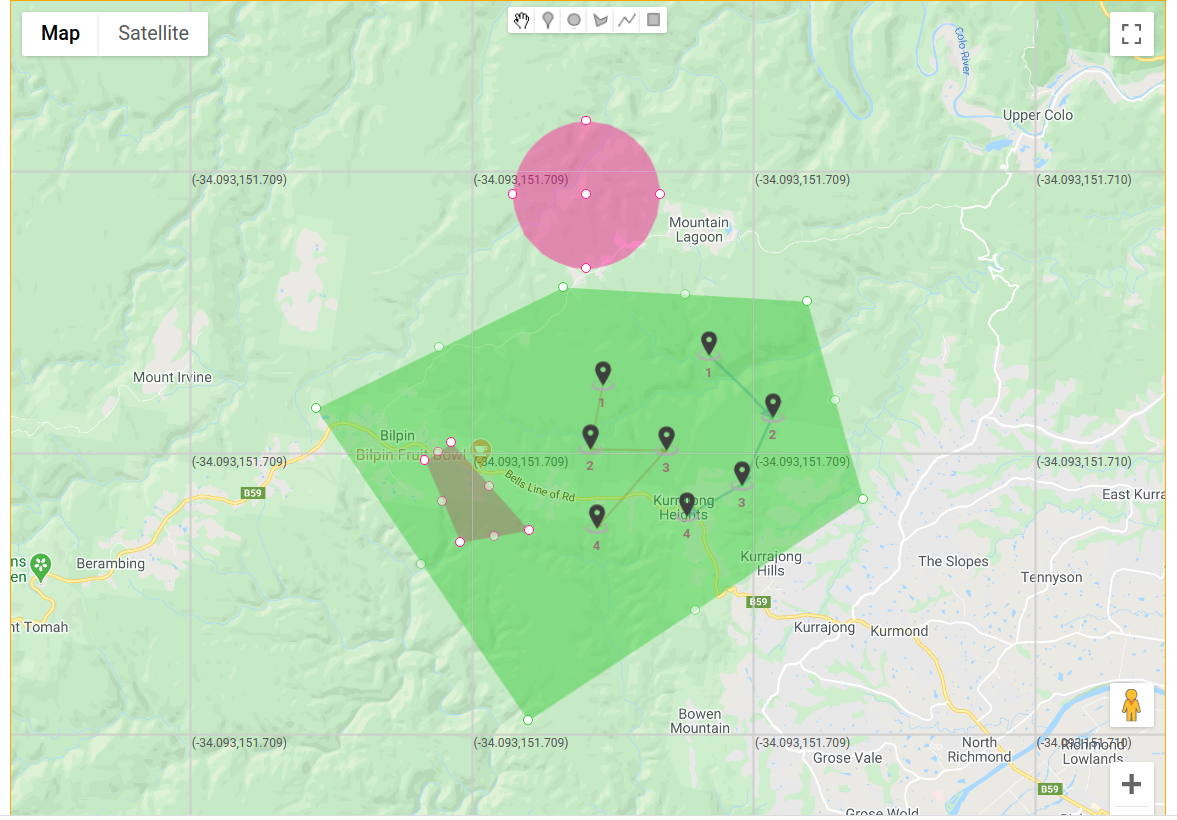 Map
Satellite
Colo River
Upper Colo
(-34.093,151.709)
(-34.093,151.709)
(-34.093,151.709)
(-34.093,151.710)
Mountain
Lagoon
1
1
Mount Irvine
2
Bilpin
2
3
Bilpin Fruit Bowl
(-34.093,151.709)
(-34.093,151.709)
(-34.093,151.709)
(-34.093,151.710)
Bells Line of Rd
B59
3
East Kurra
Kurrajong
Heights
4
4
ns
en
Berambing
Kurrajong
Hills
The Slopes
Tennyson
B59
nt Tomah
Kurrajong
Kurmond
Bowen
Mountain
(-34.093,151.709)
(-34.093,151.709)
(-34.093,151.709)
(-34.093,151.710)
North
Richmond
Richmond
Lowlands
Grose Vale
B59
Grose Wold